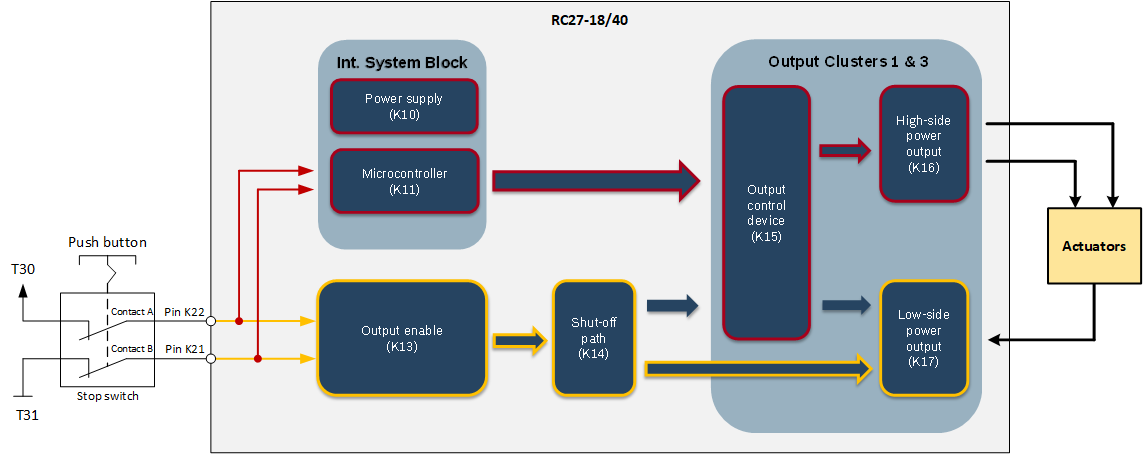 RC27-18/40
Int. System Block
Power supply
(K10)
Microcontroller
(K11)
Output Clusters 1 & 3
Output
control
device
(K15)
High-side
power
output
(K16)
Actuators
Push button
T30
Contact A
Pin K22
Contact B
Pin K21
Stop switch
T31
Output enable
(K13)
Shut-off
path
(K14)
Low-side
power
output
(K17)